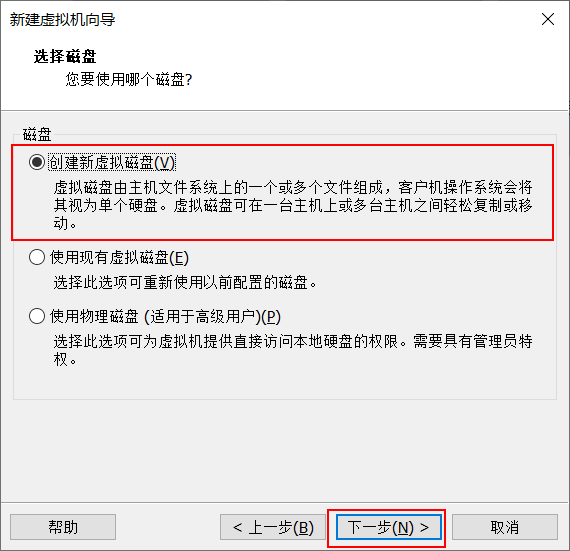 新建虚拟机向导
选择磁盘
您要使用哪个磁盘?
磁盘
创建新虚拟磁盘(V)
虚拟磁盘由主机文件系统上的一个或多个文件组成，客户机操作系统会将
其视为单个硬盘。虚拟磁盘可在一台主机上或多台主机之间轻松复制或移
动。
使用现有虚拟磁盘(E)
选择此选项可重新使用以前配置的磁盘。
使用物理磁盘 (适用于高级用户)(P)
选择此选项可为虚拟机提供直接访问本地硬盘的权限。需要具有管理员特
权。
帮助
< 上一步(B)
下一步(N) >
取消